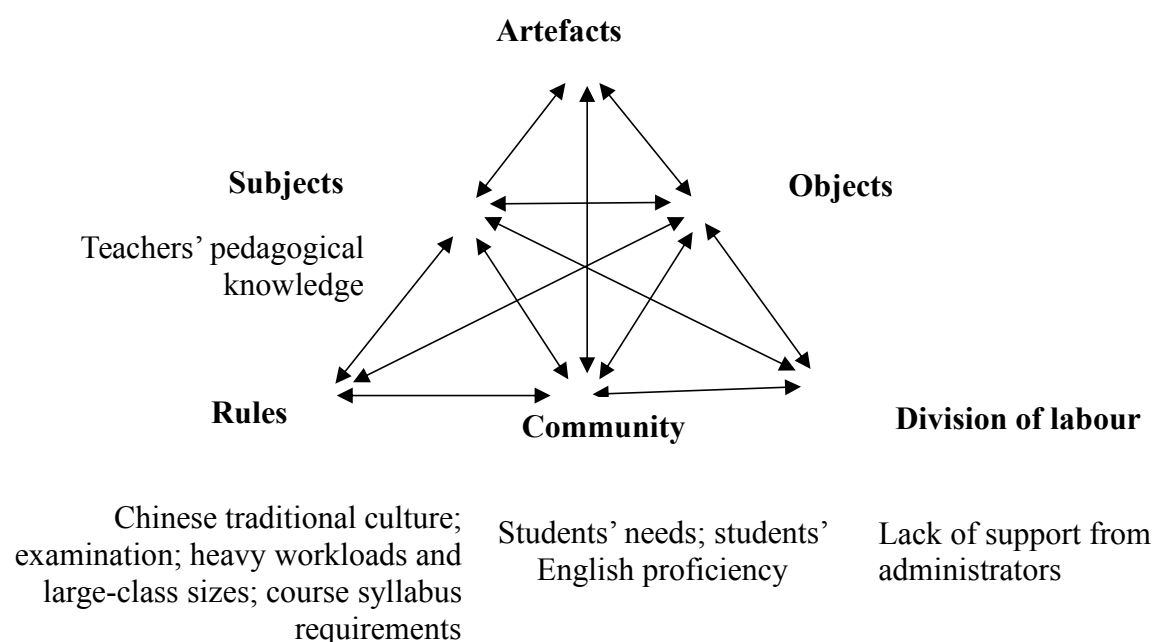 Artefacts
Subjects
Objects
Teachers’ pedagogical
knowledge
Rules
Community
Division of labour
Chinese traditional culture;
examination; heavy workloads and
large-class sizes; course syllabus
requirements
Students’ needs; students’
English proficiency
Lack of support from
administrators